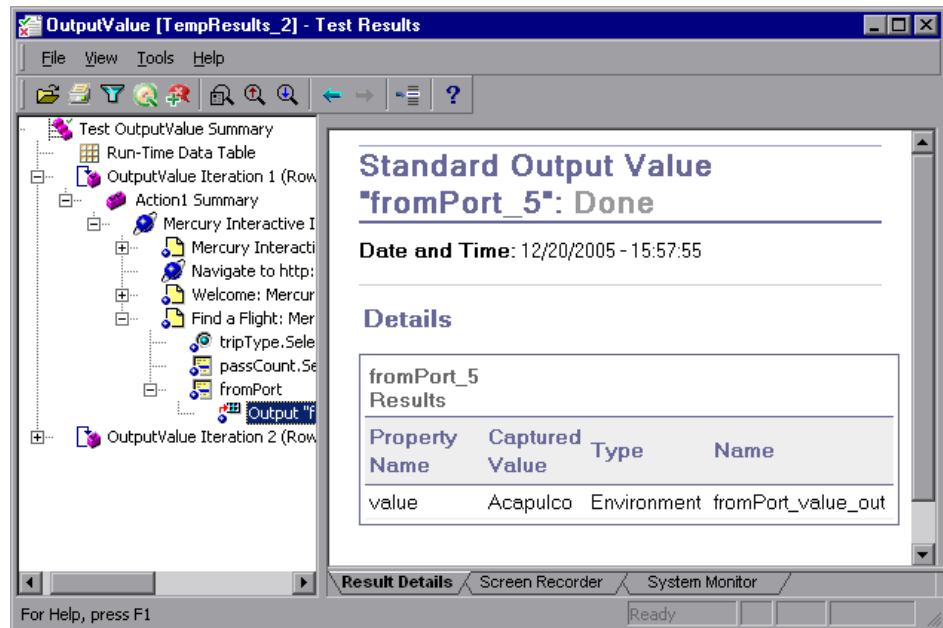 OutputValue [TempResults_2] - Test Results
File View Tools Help
Test OutputValue Summary
Run-Time Data Table
OutputValue Iteration 1 (Row
Action1 Summary
Mercury Interactive I
Mercury Interacti
Navigate to http:
Welcome: Mercur
Find a Flight: Mer
tripType.Sele
passCount.Se
fromPort
Output "f
OutputValue Iteration 2 (Row
Standard Output Value
"fromPort_5": Done
Date and Time: 12/20/2005 - 15:57:55
Details
fromPort_5
Results
Property Name Captured Value Type Name
value Acapulco Environment fromPort_value_out
Result Details Screen Recorder System Monitor
For Help, press F1 Ready